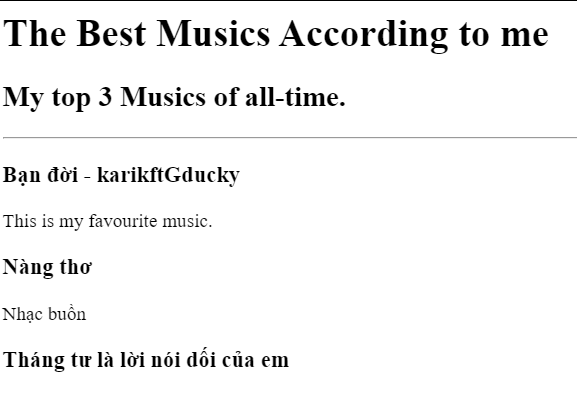 The Best Musics According to me
My top 3 Musics of all-time.
Bạn đời - karikftGducky
This is my favourite music.
Nàng thơ
Nhạc buồn
Tháng tư là lời nói dối của em